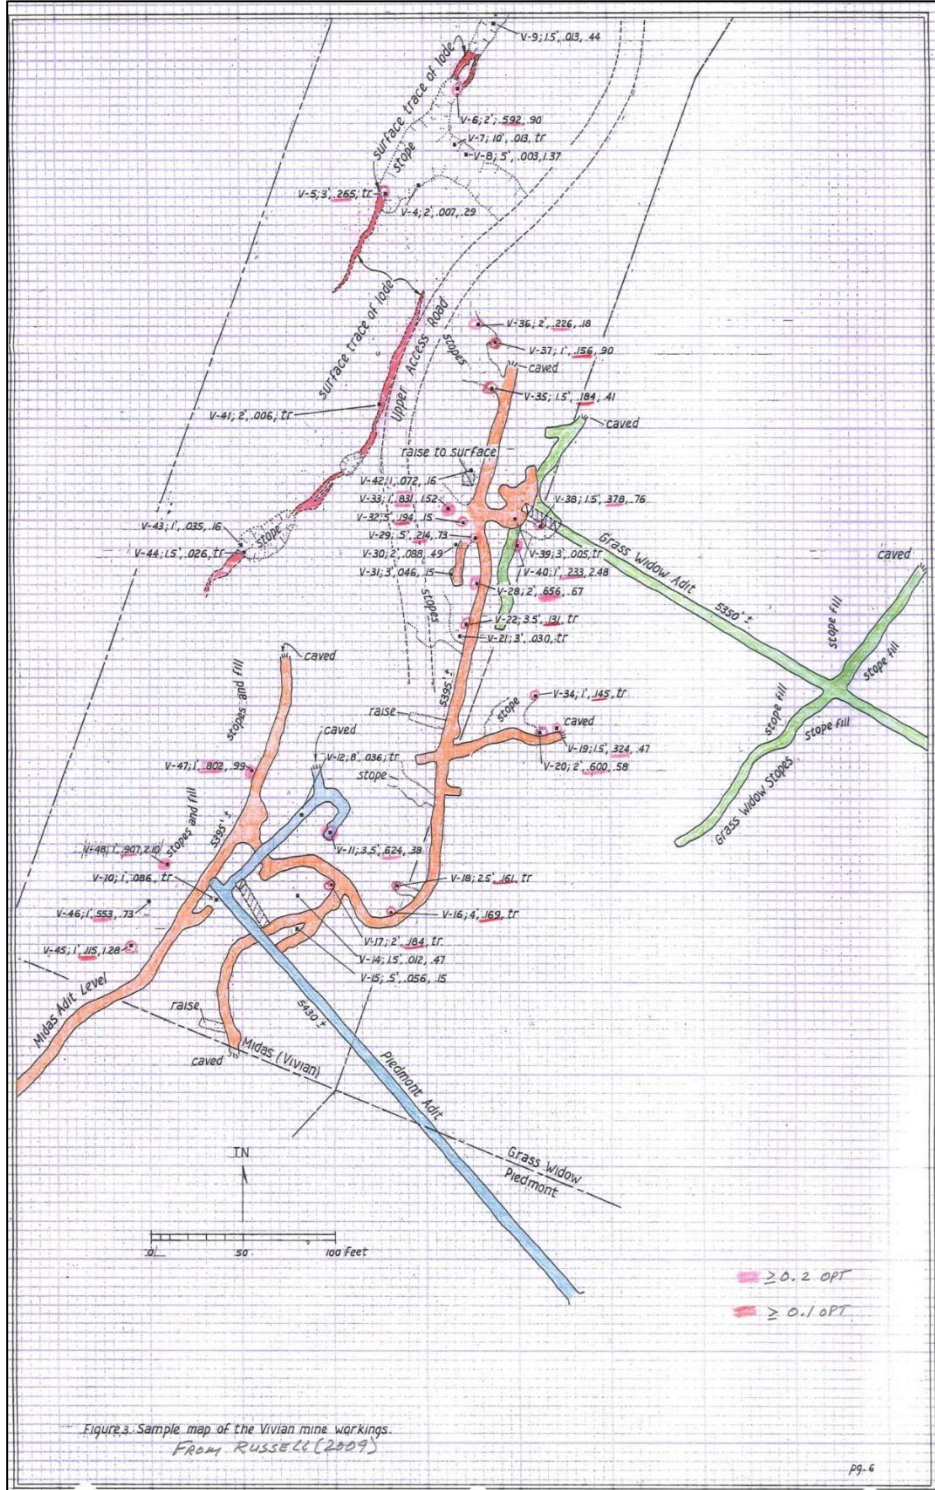 V-9; 1.5', .013, .44
surface trace of lode
V-6; 2', .592, .90
V-7; 10', .013, tr
V-8; 5', .003, 1.37
stope
V-5; 3', .265, tr
V-4; 2', .007, .29
surface trace of lode
Upper Access Road
V-36; 2', .226, .18
stopes
V-37; 1', .156, .90
caved
V-35; 1.5', .184, .41
V-41; 2', .006, tr
caved
raise to surface
V-42; 1', .072, .16
V-33; 1', .831, 1.52
V-38; 1.5', .378, .76
V-32; .5', .194, .15
V-43; 1', .035, .16
stope
V-29; .5', .214, .73
V-44; 1.5', .026, tr
V-30; 2', .088, .49
V-39; 3', .005, tr
Grass Widow Adit
5350' ±
caved
V-31; 3', .046, .15
V-40; 1', .233, 2.48
V-28; 2', .656, .67
stopes
V-22; 3.5', .131, tr
V-21; 3', .030, tr
caved
stope fill
stope fill
stopes and fill
5395' ±
V-34; 1', .145, tr
raise
stope
caved
stope fill
stope fill
caved
V-19; 1.5', .324, .47
V-12; 8', .036, tr
V-20; 2', .600, .58
V-47; 1', .802, .99
stope
Grass Widow Stopes
stopes and fill
5395' ±
V-11; 3.5', .624, .38
V-48; 1', .907, 2.10
V-10; 1', .086, tr
V-18; 2.5', .161, tr
V-46; 1', .553, .73
V-16; 4', .169, tr
V-17; 2', .184, tr.
V-45; 1', .115, 1.28
V-14; 1.5', .012, .47
V-15; .5', .056, .15
Midas Adit Level
raise
5430' ±
caved
Midas (Vivian)
Piedmont Adit
Grass Widow
Piedmont
T.N
0 50 100 feet
≥ 0.2 OPT
≥ 0.1 OPT
Figure 3. Sample map of the Vivian mine workings.
FROM RUSSELL (2009)
pg. 6